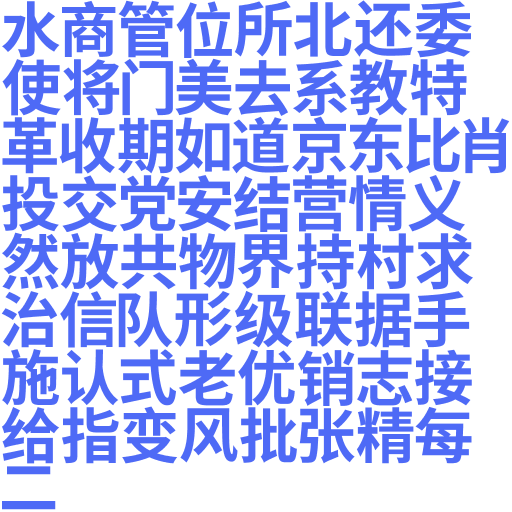 水商管位所北还委
使将门美去系教特
革收期如道京东比肖
投交党安结营情义
然放共物界持村求
治信队形级联据手
施认式老优销志接
给指变风批张精每
二